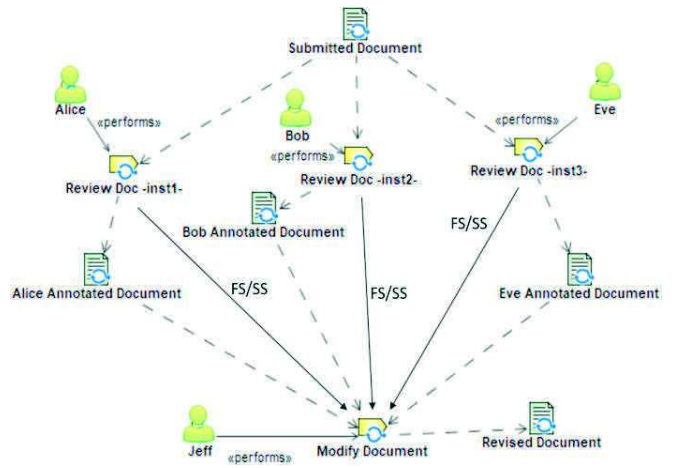 Submitted Document
Alice
«performs»
Bob
«performs»
«performs»
Eve
Review Doc -inst1-
Review Doc -inst2-
Review Doc -inst3-
Bob Annotated Document
FS/SS
Alice Annotated Document
FS/SS
FS/SS
Eve Annotated Document
Jeff
«performs»
Modify Document
Revised Document